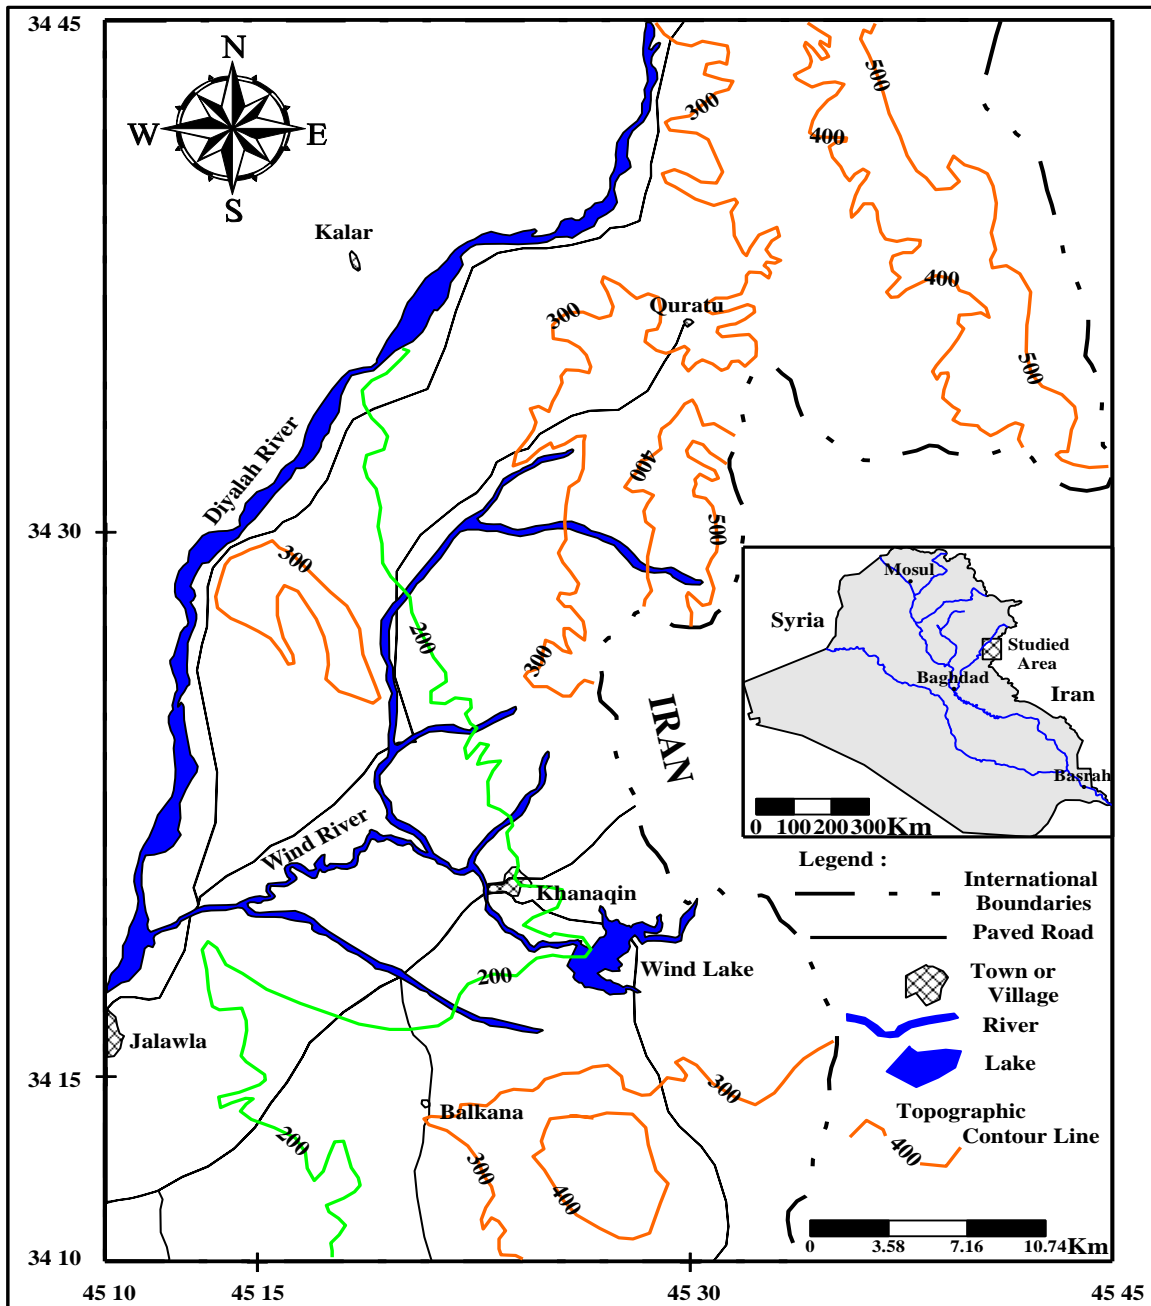 34 45
N
W
E
S
500
300
400
Kalar
400
Quratu
300
500
400
Diyalah River
500
34 30
300
200
300
IRAN
Mosul
Syria
Studied
Area
Baghdad
Iran
Basrah
0 100 200 300 Km
Wind River
Khanaqin
Wind Lake
200
Jalawla
34 15
300
Balkana
200
300
400
Legend :
International
Boundaries
Paved Road
Town or
Village
River
Lake
Topographic
Contour Line
400
0 3.58 7.16 10.74 Km
34 10
45 10
45 15
45 30
45 45